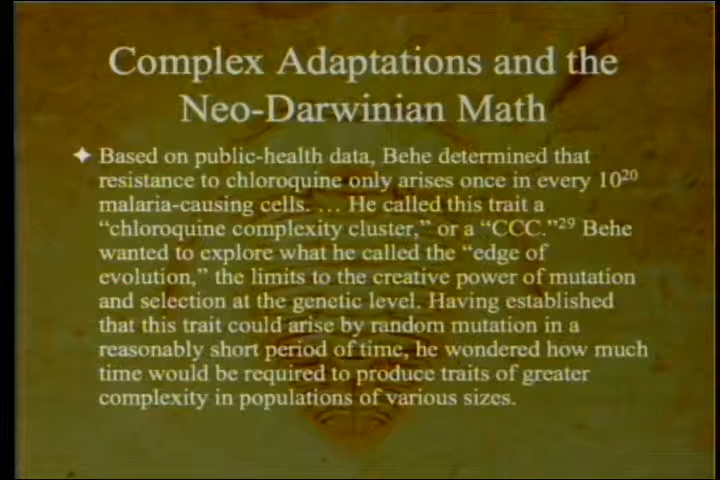 Complex Adaptations and the
Neo-Darwinian Math
✦ Based on public-health data, Behe determined that
resistance to chloroquine only arises once in every 10²⁰
malaria-causing cells. … He called this trait a
“chloroquine complexity cluster,” or a “CCC.”²⁹ Behe
wanted to explore what he called the “edge of
evolution,” the limits to the creative power of mutation
and selection at the genetic level. Having established
that this trait could arise by random mutation in a
reasonably short period of time, he wondered how much
time would be required to produce traits of greater
complexity in populations of various sizes.